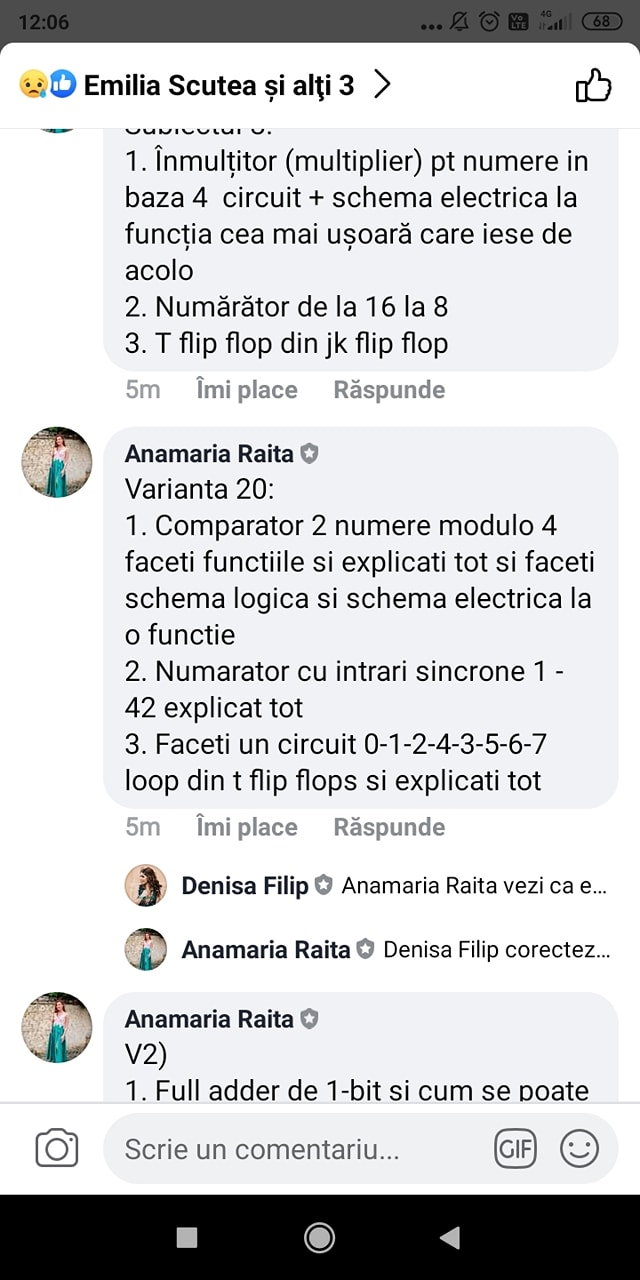 12:06
4G
Vo
LTE
68
Emilia Scutea și alți 3
Subiectul 3:
1. Înmulțitor (multiplier) pt numere in
baza 4 circuit + schema electrica la
funcția cea mai ușoară care iese de
acolo
2. Numărător de la 16 la 8
3. T flip flop din jk flip flop
5m Îmi place Răspunde
Anamaria Raita
Varianta 20:
1. Comparator 2 numere modulo 4
faceti functiile si explicati tot si faceti
schema logica si schema electrica la
o functie
2. Numarator cu intrari sincrone 1 -
42 explicat tot
3. Faceti un circuit 0-1-2-4-3-5-6-7
loop din t flip flops si explicati tot
5m Îmi place Răspunde
Denisa Filip Anamaria Raita vezi ca e...
Anamaria Raita Denisa Filip corectez...
Anamaria Raita
V2)
1. Full adder de 1-bit si cum se poate
Scrie un comentariu... GIF